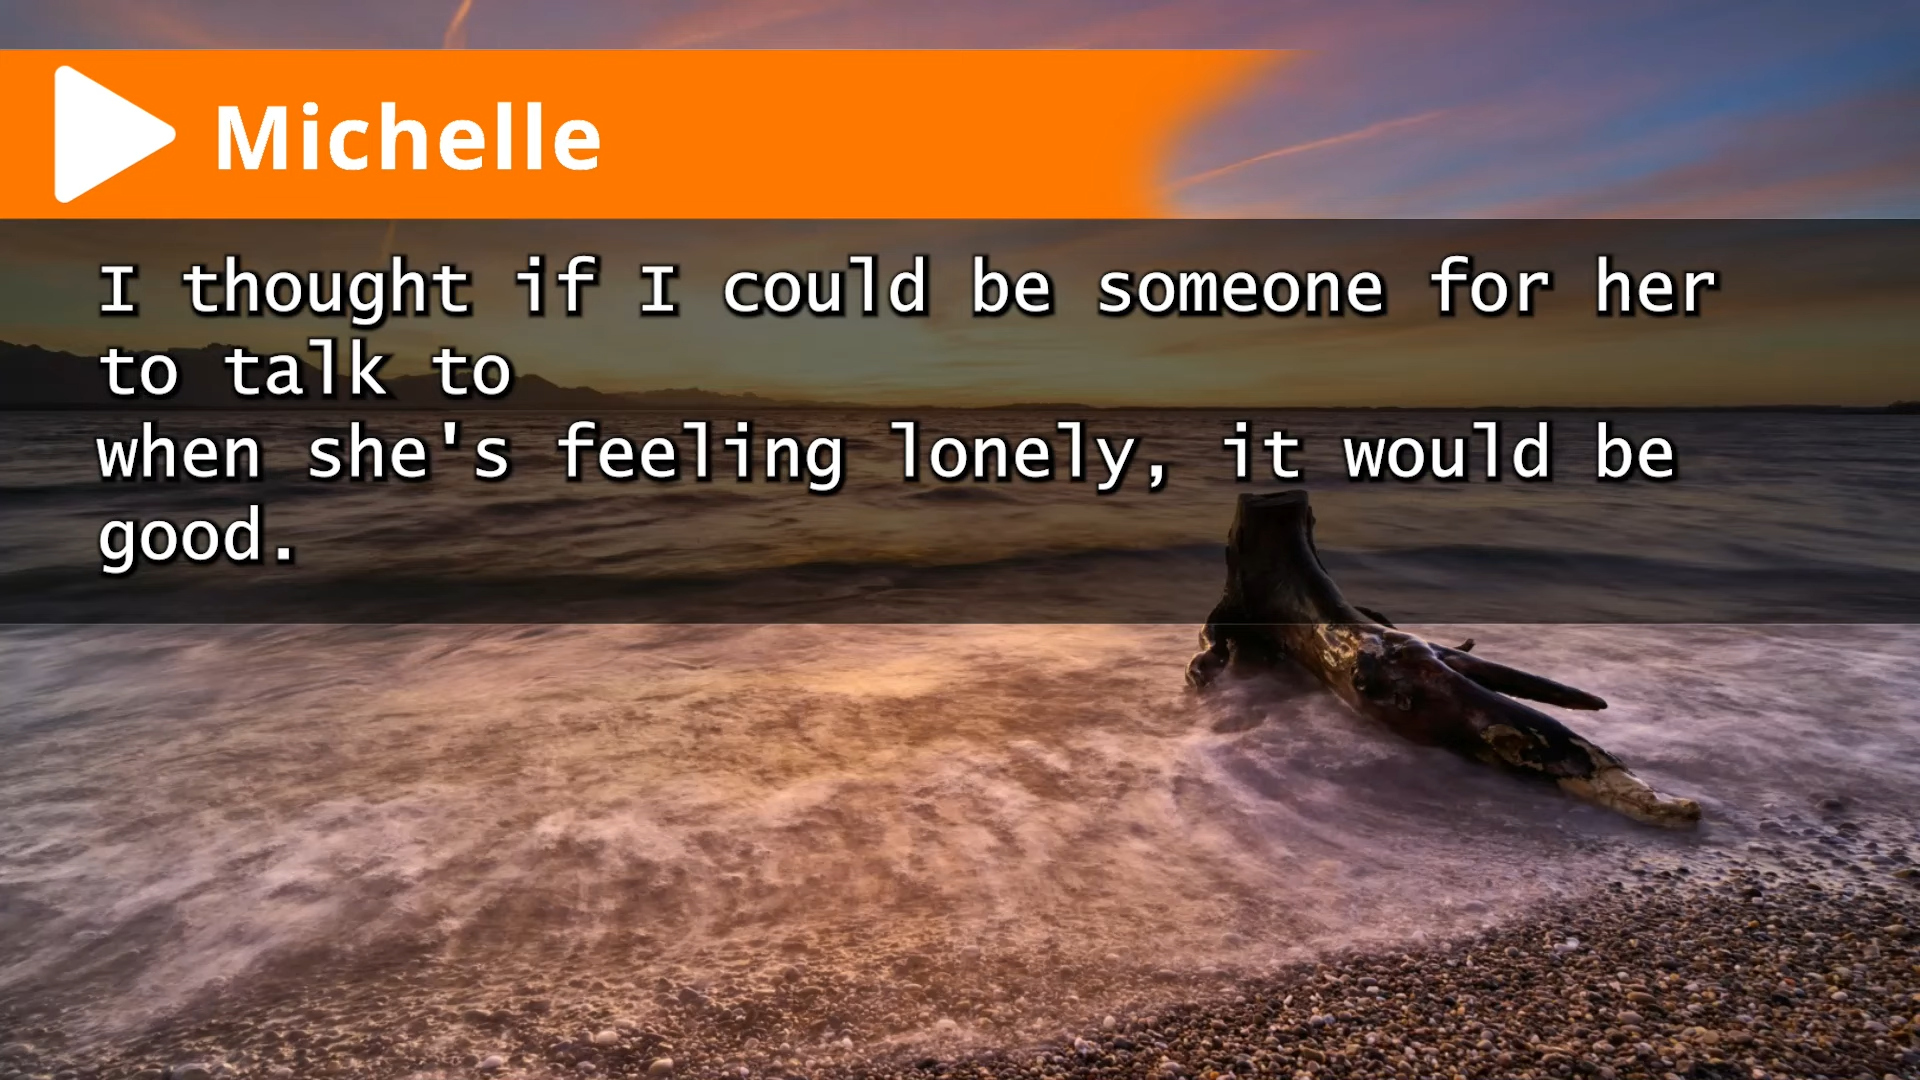 Michelle
I thought if I could be someone for her
to talk to
when she's feeling lonely, it would be
good.